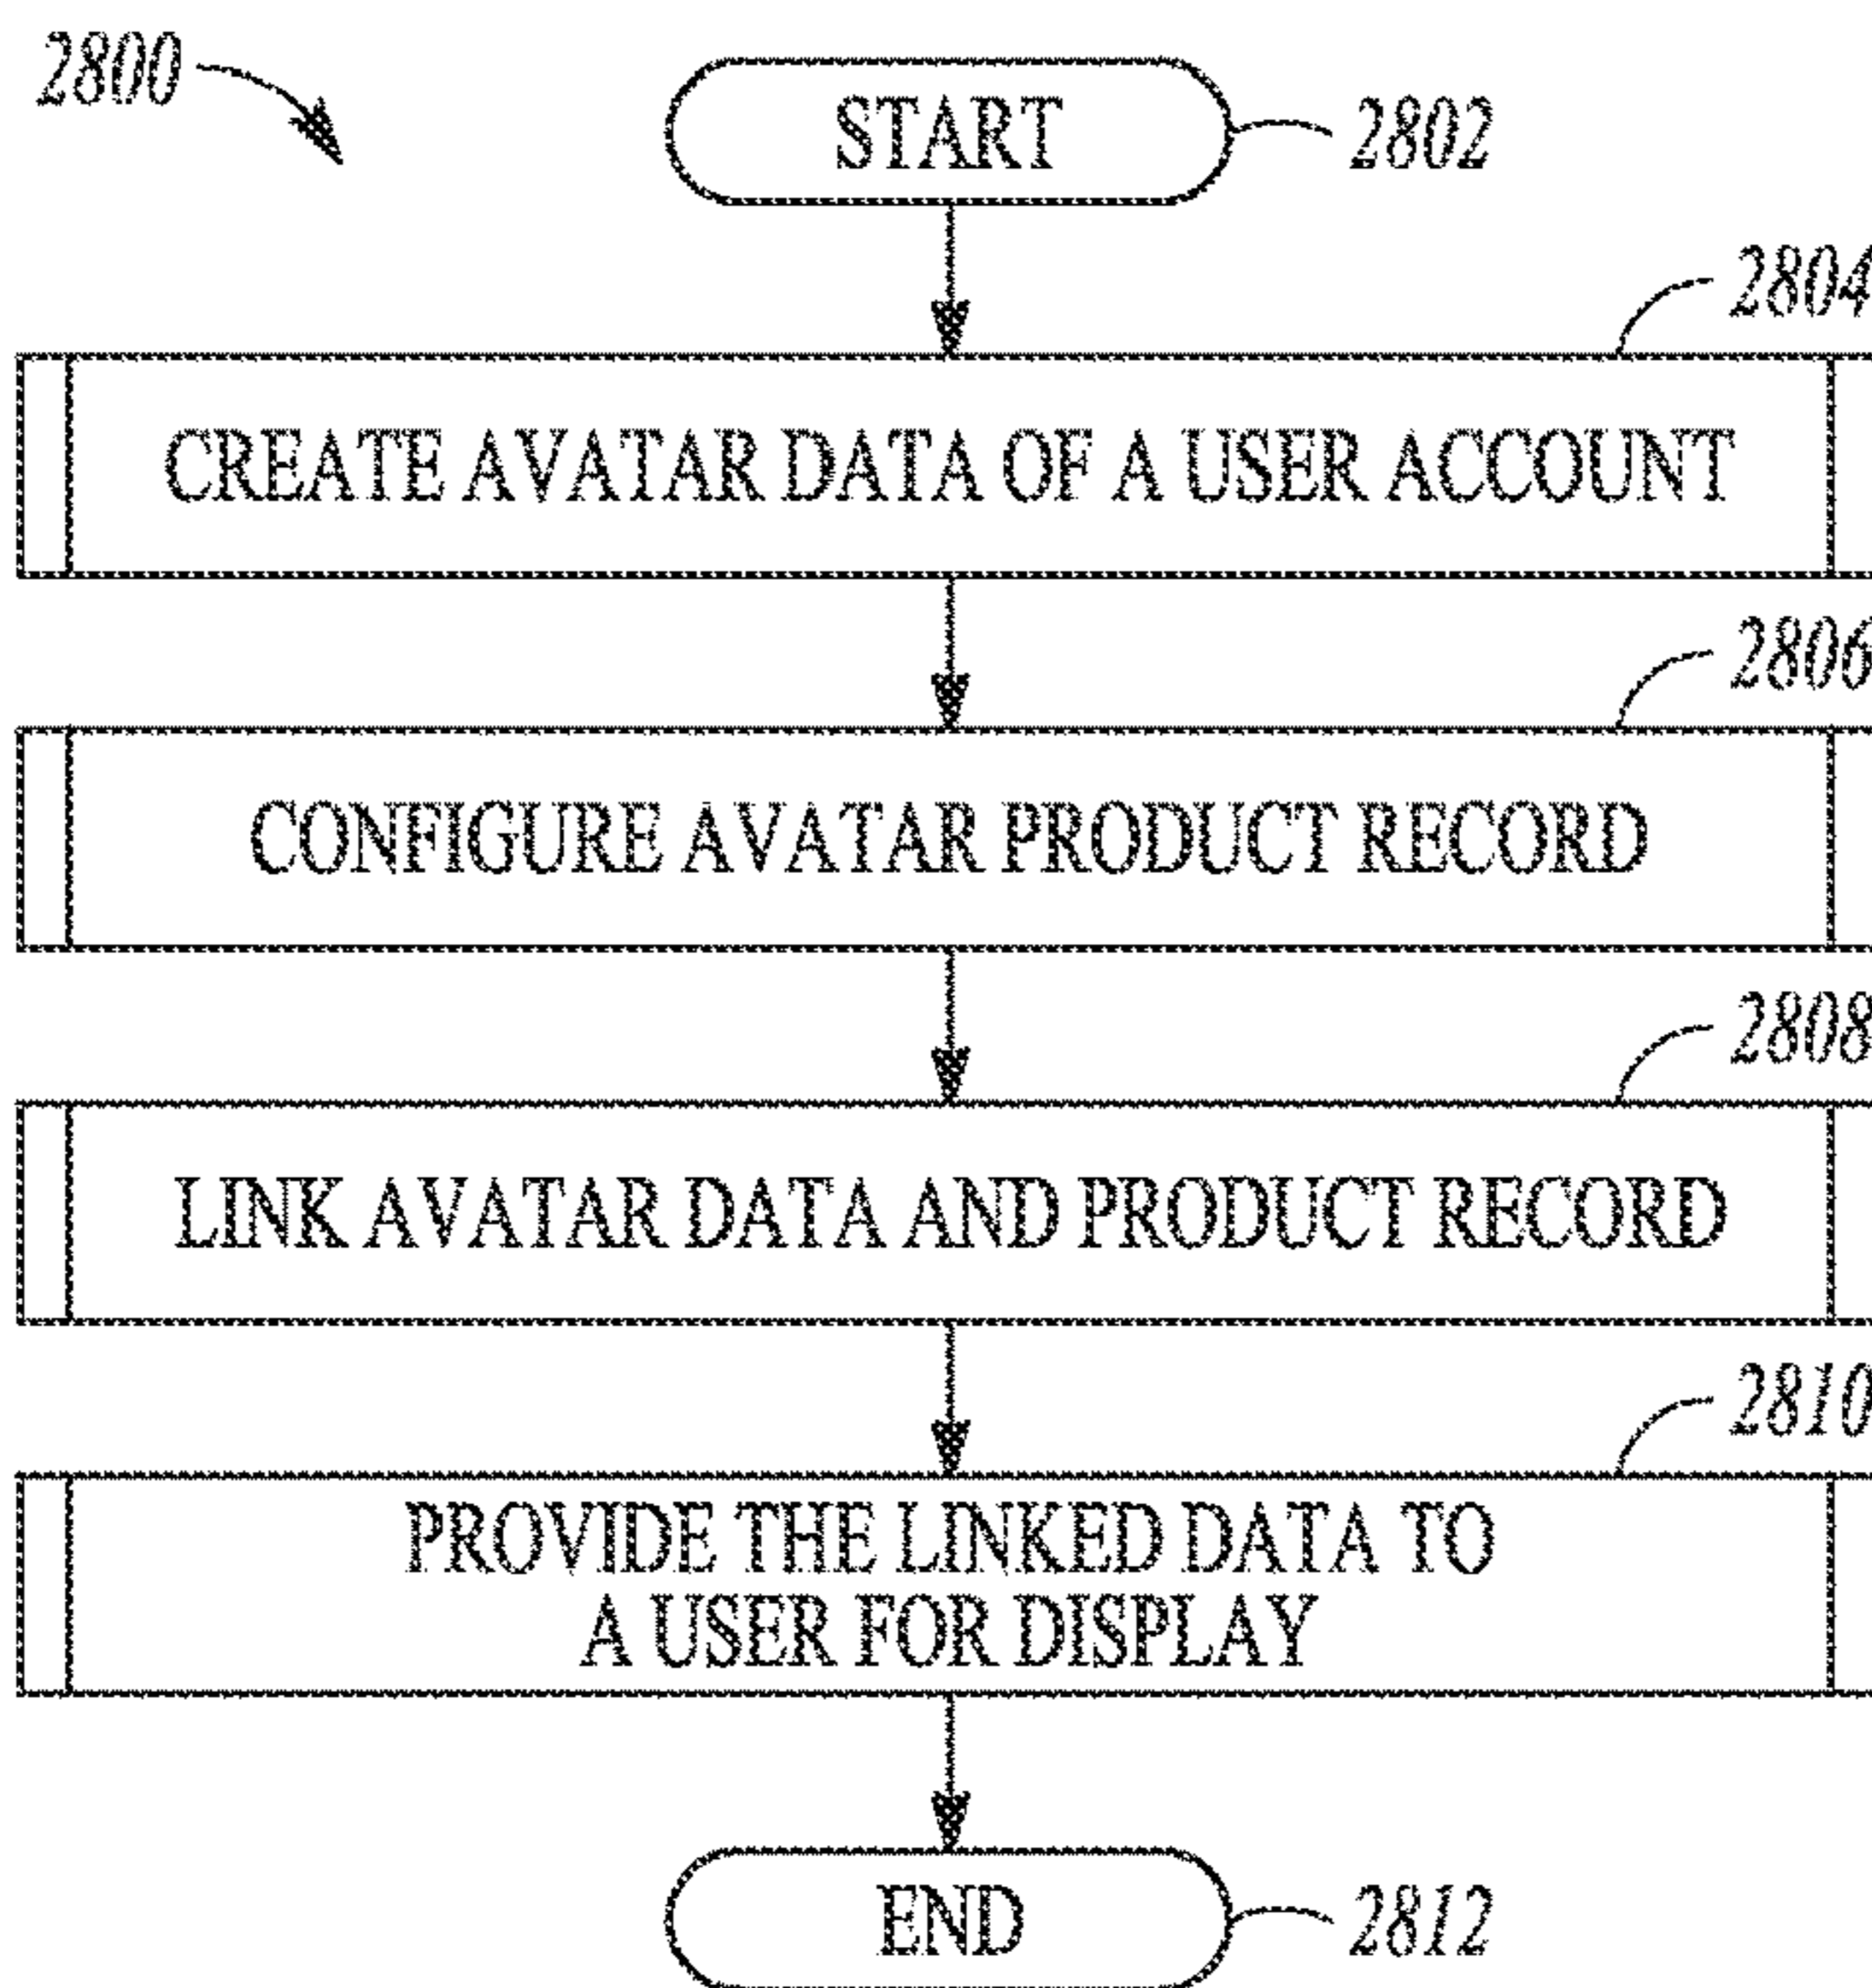 2800
START
2802
2804
CREATE AVATAR DATA OF A USER ACCOUNT
2806
CONFIGURE AVATAR PRODUCT RECORD
2808
LINK AVATAR DATA AND PRODUCT RECORD
2810
PROVIDE THE LINKED DATA TO
A USER FOR DISPLAY
END
2812